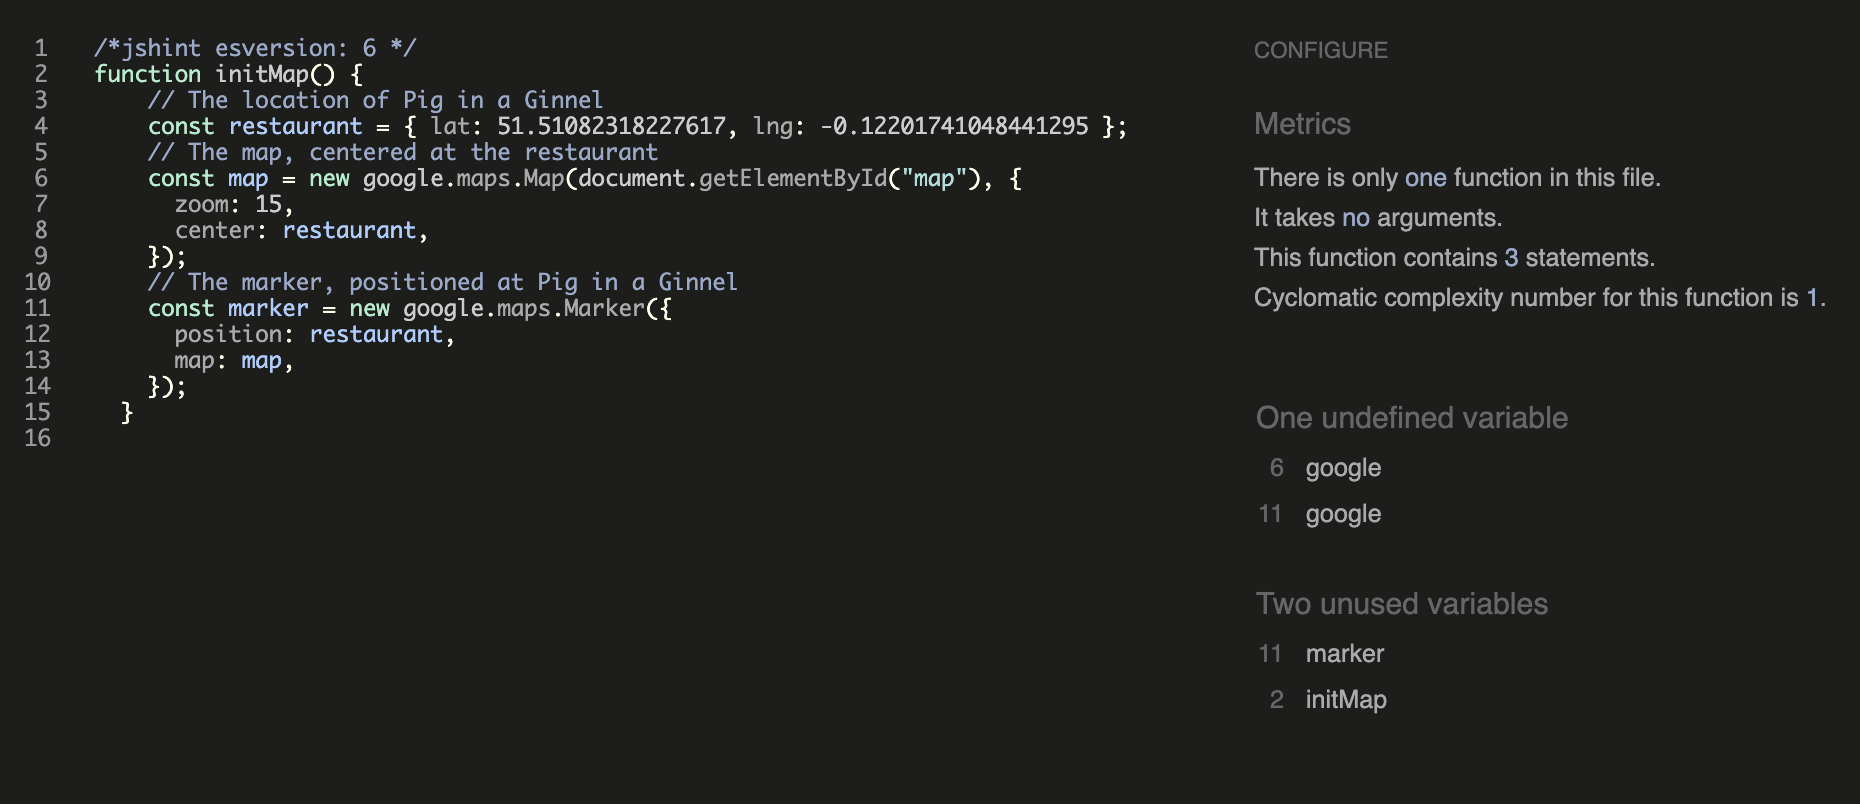 1 /*jshint esversion: 6 */
2 function initMap() {
3 // The location of Pig in a Ginnel
4 const restaurant = { lat: 51.51082318227617, lng: -0.12201741048441295 };
5 // The map, centered at the restaurant
6 const map = new google.maps.Map(document.getElementById("map"), {
7 zoom: 15,
8 center: restaurant,
9 });
10 // The marker, positioned at Pig in a Ginnel
11 const marker = new google.maps.Marker({
12 position: restaurant,
13 map: map,
14 });
15 }
16
CONFIGURE
Metrics
There is only one function in this file.
It takes no arguments.
This function contains 3 statements.
Cyclomatic complexity number for this function is 1.
One undefined variable
6 google
11 google
Two unused variables
11 marker
2 initMap